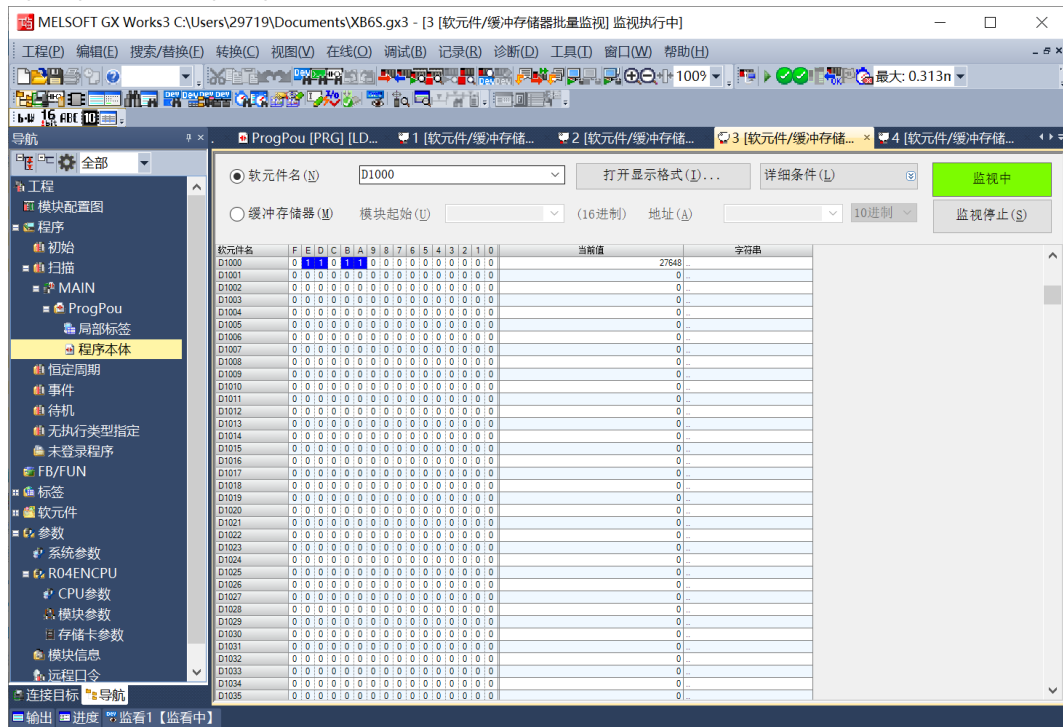 MELSOFT GX Works3 C:\Users\29719\Documents\XB6S.gx3 - [3 [软元件/缓冲存储器批量监视] 监视执行中]
工程(P) 编辑(E) 搜索/替换(F) 转换(C) 视图(V) 在线(O) 调试(B) 记录(R) 诊断(D) 工具(T) 窗口(W) 帮助(H)
100% 最大: 0.313m
导航
ProgPou [PRG] [LD... 1 [软元件/缓冲存储... 2 [软元件/缓冲存储... 3 [软元件/缓冲存储... × 4 [软元件/缓冲存储...
全部
工程
模块配置图
程序
初始
扫描
MAIN
ProgPou
局部标签
程序本体
恒定周期
事件
待机
无执行类型指定
未登录程序
FB/FUN
标签
软元件
参数
系统参数
R04ENCPU
CPU参数
模块参数
存储卡参数
模块信息
远程口令
连接目标 导航
软元件名(N) D1000 打开显示格式(I)... 详细条件(L) 监视中
缓冲存储器(M) 模块起始(U) (16进制) 地址(A) 10进制 监视停止(S)
软元件名 F E D C B A 9 8 7 6 5 4 3 2 1 0 当前值 字符串
D1000 0 1 1 0 1 1 0 0 0 0 0 0 0 0 0 0 27648 ..
D1001 0 0 0 0 0 0 0 0 0 0 0 0 0 0 0 0 0 ..
D1002 0 0 0 0 0 0 0 0 0 0 0 0 0 0 0 0 0 ..
D1003 0 0 0 0 0 0 0 0 0 0 0 0 0 0 0 0 0 ..
D1004 0 0 0 0 0 0 0 0 0 0 0 0 0 0 0 0 0 ..
D1005 0 0 0 0 0 0 0 0 0 0 0 0 0 0 0 0 0 ..
D1006 0 0 0 0 0 0 0 0 0 0 0 0 0 0 0 0 0 ..
D1007 0 0 0 0 0 0 0 0 0 0 0 0 0 0 0 0 0 ..
D1008 0 0 0 0 0 0 0 0 0 0 0 0 0 0 0 0 0 ..
D1009 0 0 0 0 0 0 0 0 0 0 0 0 0 0 0 0 0 ..
D1010 0 0 0 0 0 0 0 0 0 0 0 0 0 0 0 0 0 ..
D1011 0 0 0 0 0 0 0 0 0 0 0 0 0 0 0 0 0 ..
D1012 0 0 0 0 0 0 0 0 0 0 0 0 0 0 0 0 0 ..
D1013 0 0 0 0 0 0 0 0 0 0 0 0 0 0 0 0 0 ..
D1014 0 0 0 0 0 0 0 0 0 0 0 0 0 0 0 0 0 ..
D1015 0 0 0 0 0 0 0 0 0 0 0 0 0 0 0 0 0 ..
D1016 0 0 0 0 0 0 0 0 0 0 0 0 0 0 0 0 0 ..
D1017 0 0 0 0 0 0 0 0 0 0 0 0 0 0 0 0 0 ..
D1018 0 0 0 0 0 0 0 0 0 0 0 0 0 0 0 0 0 ..
D1019 0 0 0 0 0 0 0 0 0 0 0 0 0 0 0 0 0 ..
D1020 0 0 0 0 0 0 0 0 0 0 0 0 0 0 0 0 0 ..
D1021 0 0 0 0 0 0 0 0 0 0 0 0 0 0 0 0 0 ..
D1022 0 0 0 0 0 0 0 0 0 0 0 0 0 0 0 0 0 ..
D1023 0 0 0 0 0 0 0 0 0 0 0 0 0 0 0 0 0 ..
D1024 0 0 0 0 0 0 0 0 0 0 0 0 0 0 0 0 0 ..
D1025 0 0 0 0 0 0 0 0 0 0 0 0 0 0 0 0 0 ..
D1026 0 0 0 0 0 0 0 0 0 0 0 0 0 0 0 0 0 ..
D1027 0 0 0 0 0 0 0 0 0 0 0 0 0 0 0 0 0 ..
D1028 0 0 0 0 0 0 0 0 0 0 0 0 0 0 0 0 0 ..
D1029 0 0 0 0 0 0 0 0 0 0 0 0 0 0 0 0 0 ..
D1030 0 0 0 0 0 0 0 0 0 0 0 0 0 0 0 0 0 ..
D1031 0 0 0 0 0 0 0 0 0 0 0 0 0 0 0 0 0 ..
D1032 0 0 0 0 0 0 0 0 0 0 0 0 0 0 0 0 0 ..
D1033 0 0 0 0 0 0 0 0 0 0 0 0 0 0 0 0 0 ..
D1034 0 0 0 0 0 0 0 0 0 0 0 0 0 0 0 0 0 ..
D1035 0 0 0 0 0 0 0 0 0 0 0 0 0 0 0 0 0 ..
输出 进度 监看1【监看中】